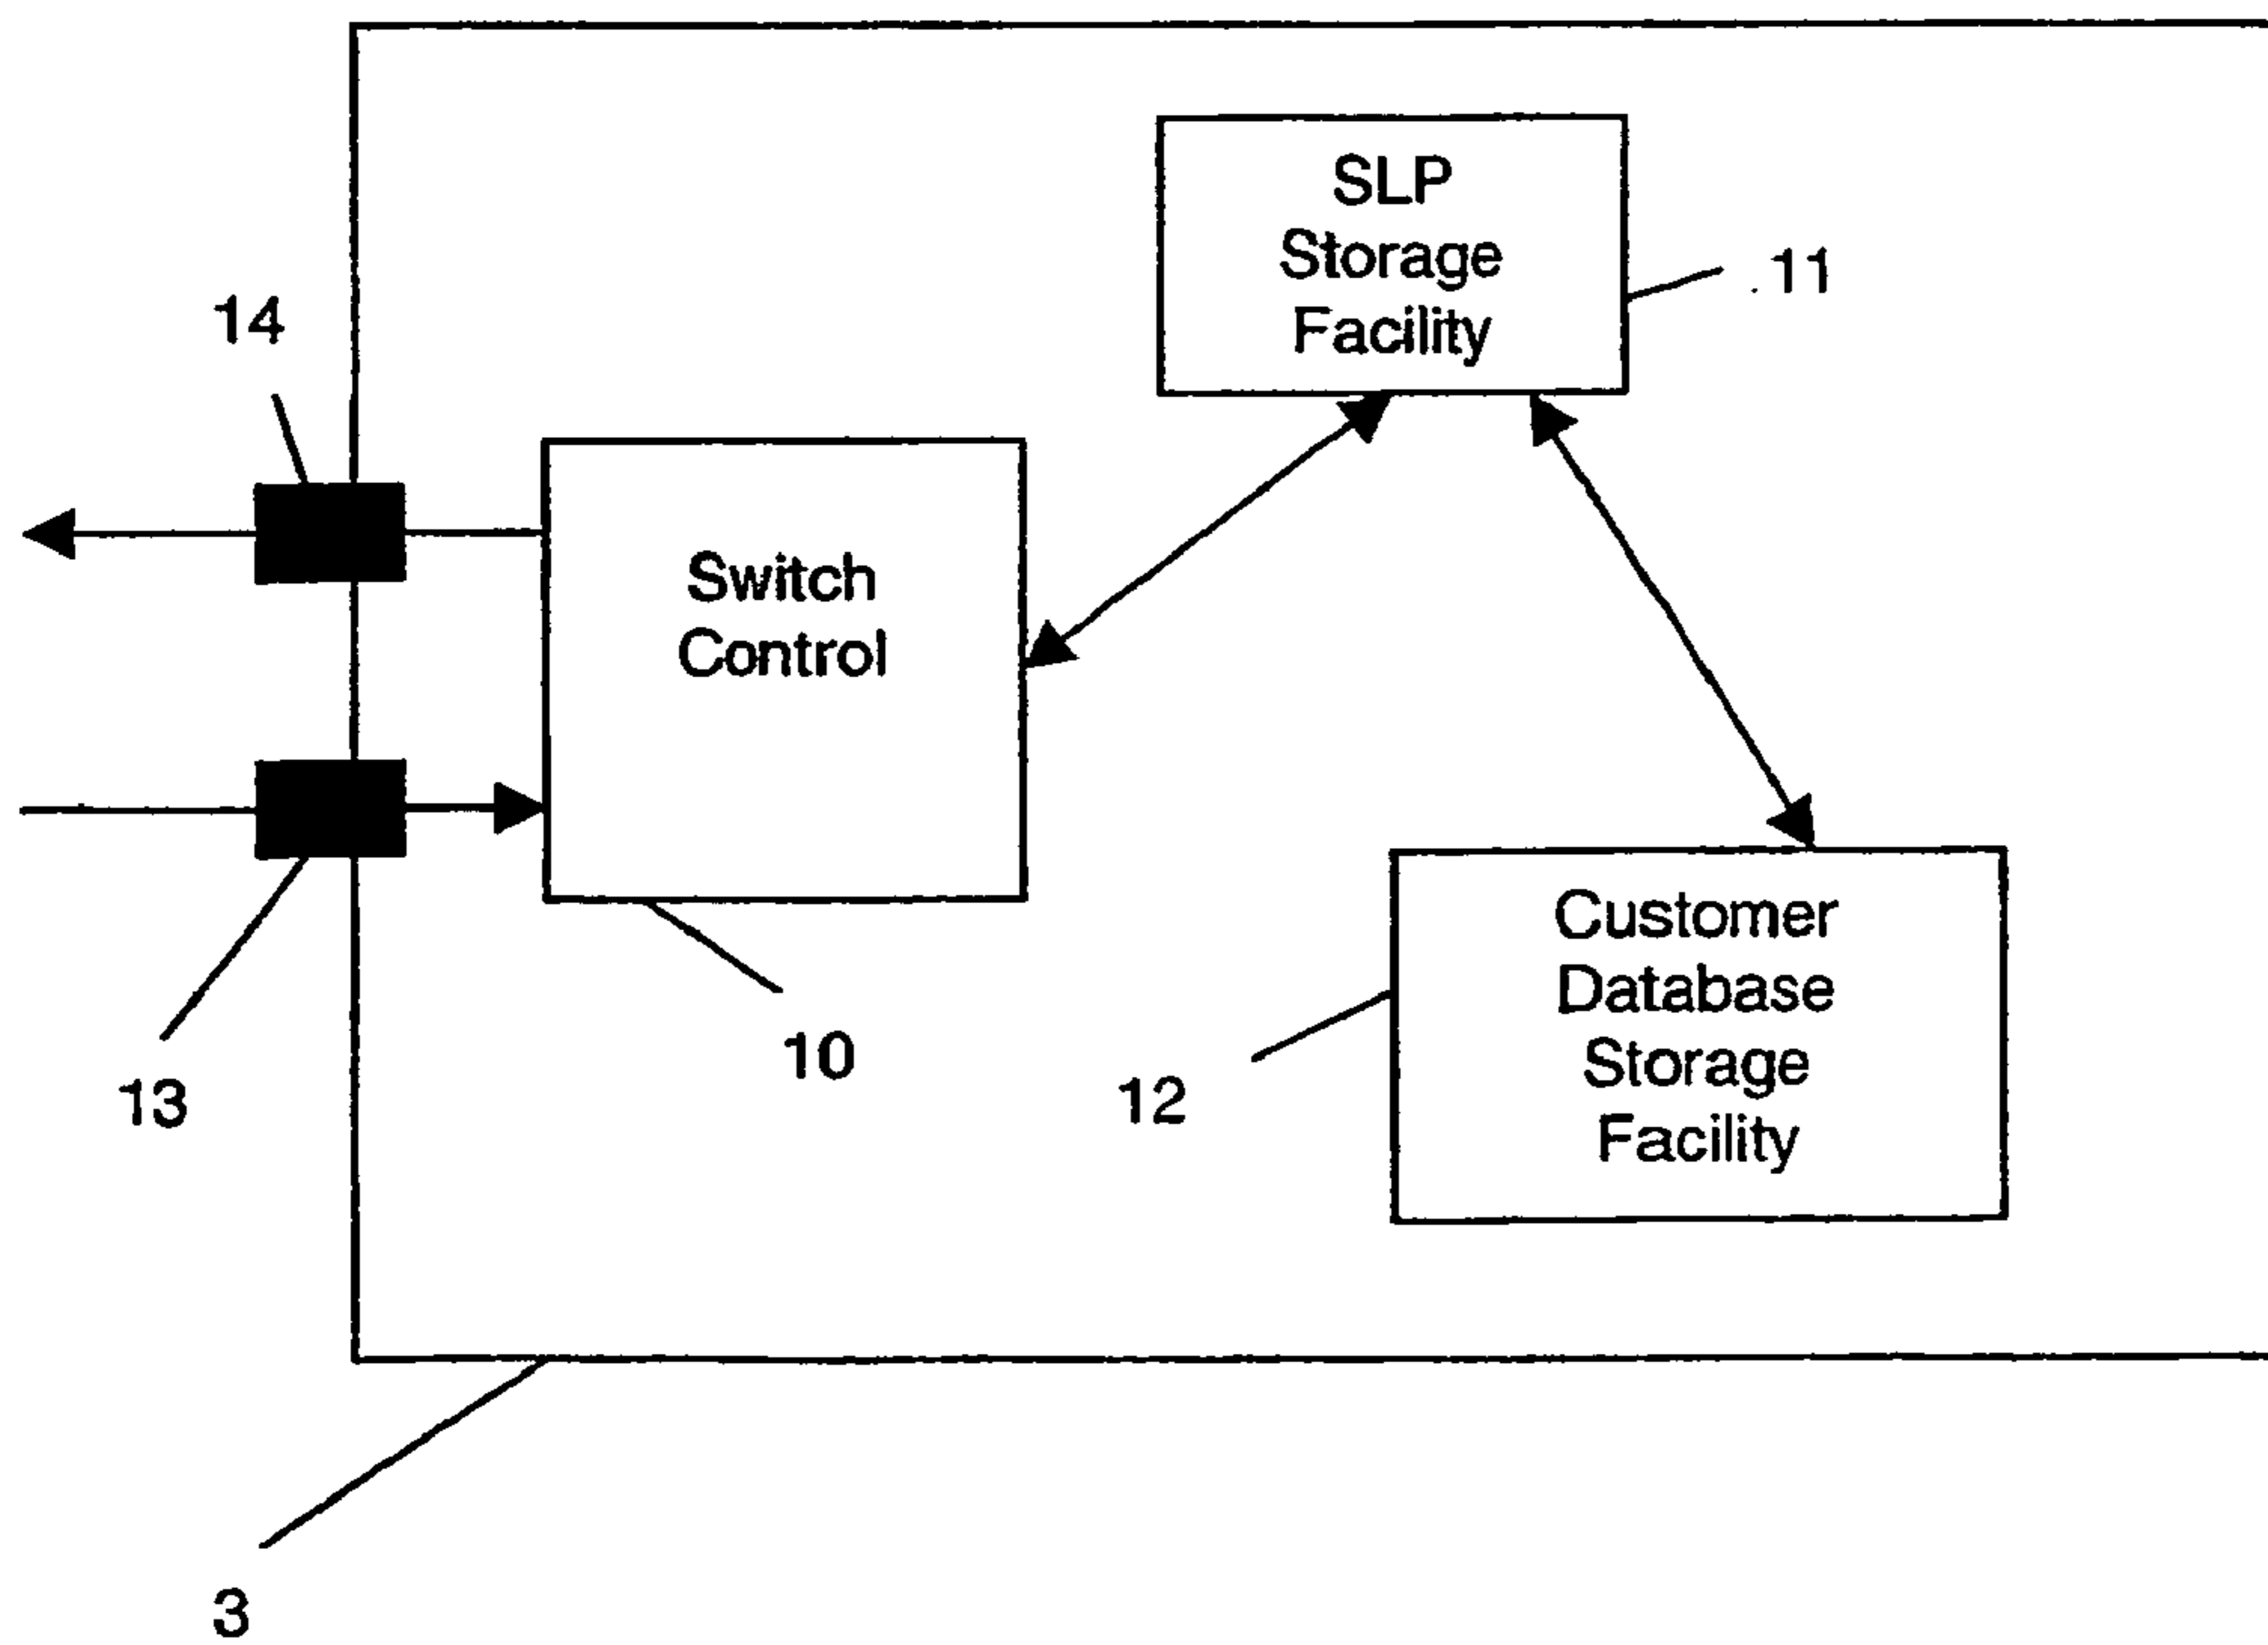 SLP
Storage
Facility
11
14
Switch
Control
Customer
Database
Storage
Facility
10
12
13
3